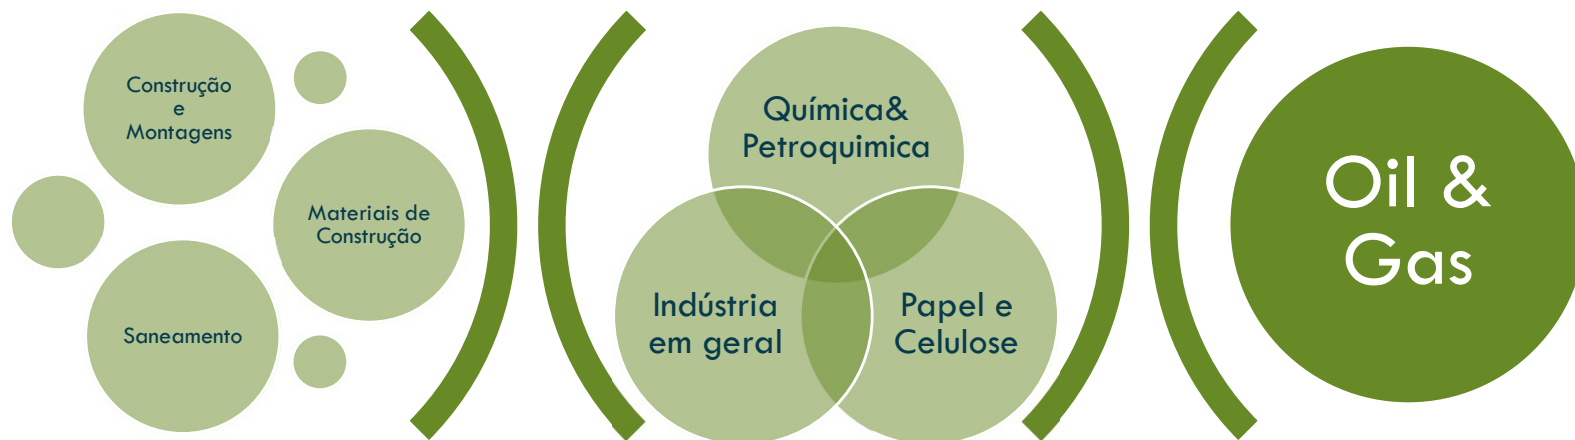 Construção
e
Montagens
Materiais de
Construção
Saneamento
Química&
Petroquimica
Indústria
em geral
Papel e
Celulose
Oil &
Gas